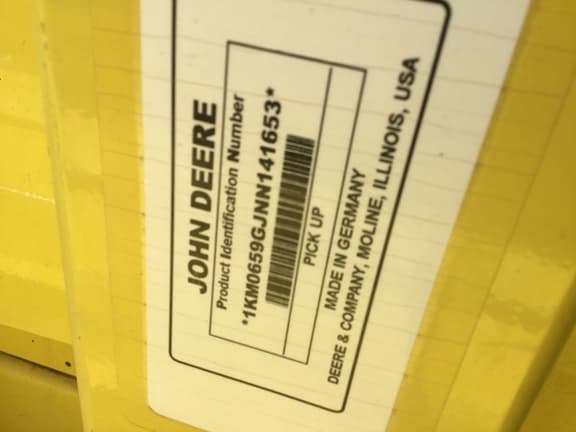 JOHN DEERE
Product Identification Number
*1KM0659GJNN141653*
PICK UP
MADE IN GERMANY
DEERE & COMPANY, MOLINE, ILLINOIS, USA